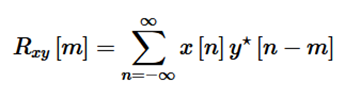 R_{xy}[m] = \sum_{n=-\infty}^{\infty} x[n] y^{\star}[n-m]